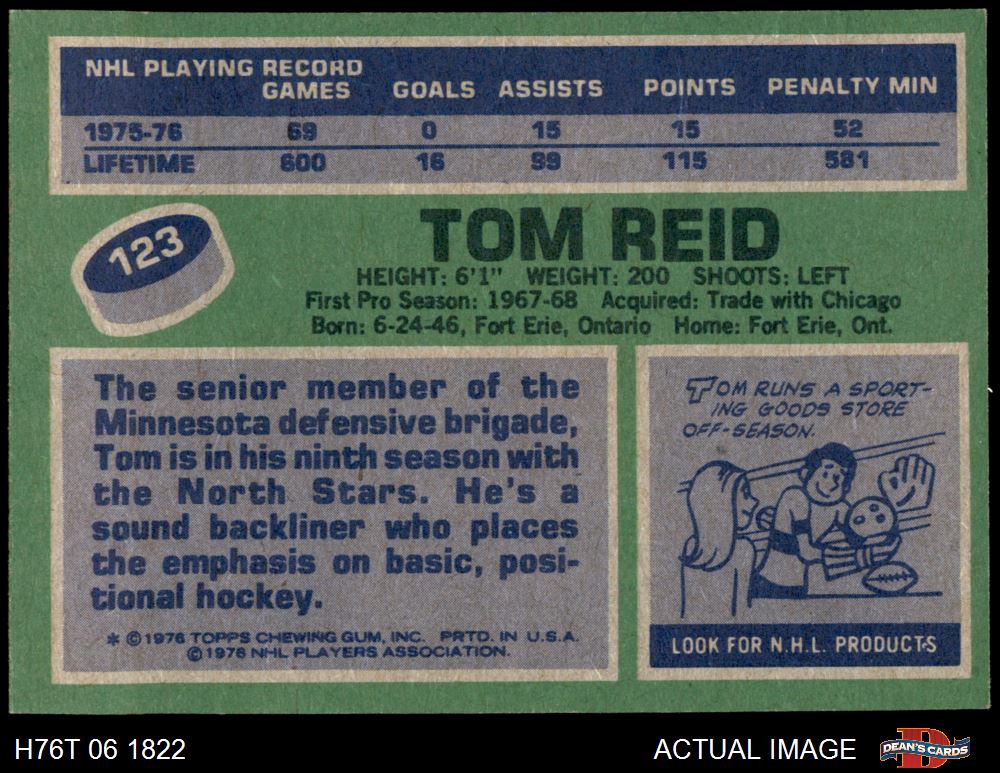 NHL PLAYING RECORD
GAMES GOALS ASSISTS POINTS PENALTY MIN
1975-76 69 0 15 15 52
LIFETIME 600 16 99 115 581
123
TOM REID
HEIGHT: 6'1" WEIGHT: 200 SHOOTS: LEFT
First Pro Season: 1967-68 Acquired: Trade with Chicago
Born: 6-24-46, Fort Erie, Ontario Home: Fort Erie, Ont.
The senior member of the
Minnesota defensive brigade,
Tom is in his ninth season with
the North Stars. He's a
sound backliner who places
the emphasis on basic, posi-
tional hockey.
* ©1976 TOPPS CHEWING GUM, INC. PRTD. IN U.S.A.
©1976 NHL PLAYERS ASSOCIATION.
TOM RUNS A SPORT-
ING GOODS STORE
OFF-SEASON.
LOOK FOR N.H.L. PRODUCTS
H76T 06 1822 ACTUAL IMAGE
D
DEAN'S CARDS